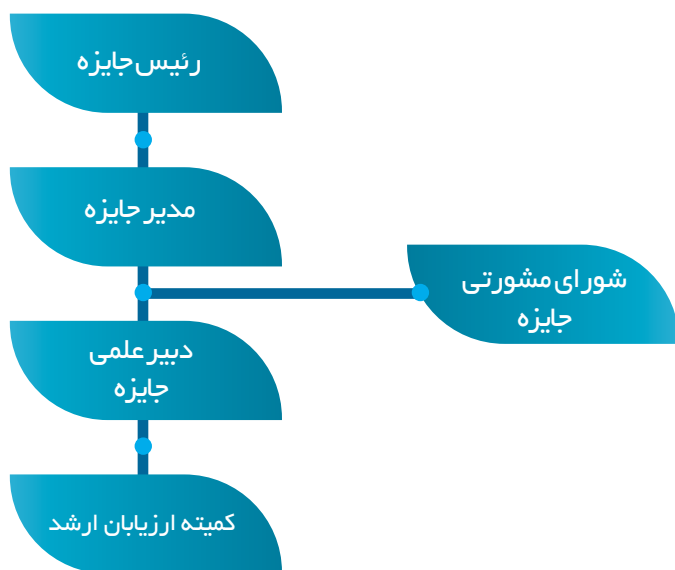 رئیس جایزه
مدیر جایزه
شورای مشورتی
جایزه
دبیر علمی
جایزه
کمیته ارزیابان ارشد